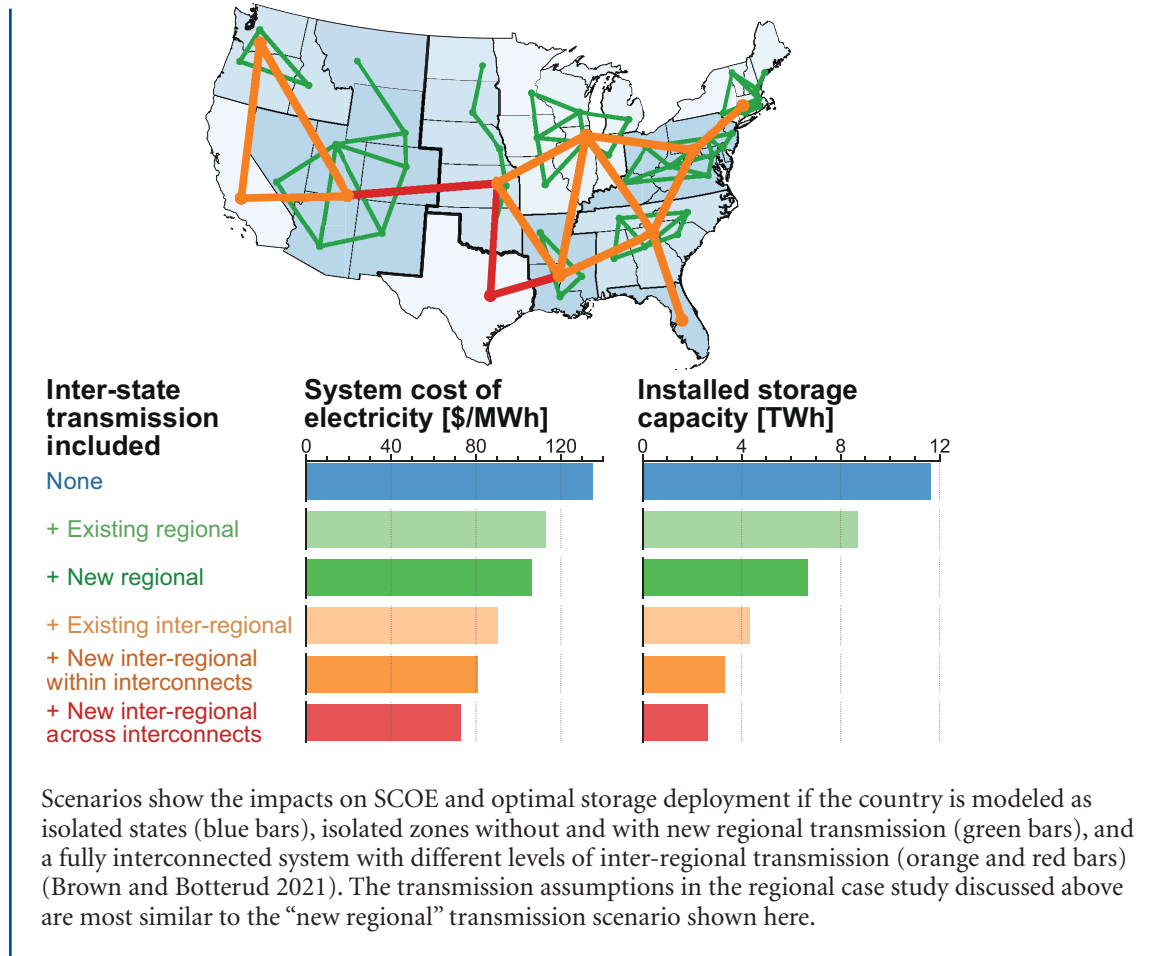 Inter-state
transmission
included
System cost of
electricity [$/MWh]
Installed storage
capacity [TWh]
0 40 80 120
0 4 8 12
None
+ Existing regional
+ New regional
+ Existing inter-regional
+ New inter-regional
within interconnects
+ New inter-regional
across interconnects
Scenarios show the impacts on SCOE and optimal storage deployment if the country is modeled as
isolated states (blue bars), isolated zones without and with new regional transmission (green bars), and
a fully interconnected system with different levels of inter-regional transmission (orange and red bars)
(Brown and Botterud 2021). The transmission assumptions in the regional case study discussed above
are most similar to the “new regional” transmission scenario shown here.